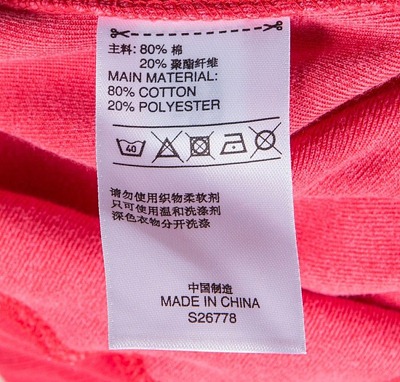 主料: 80% 棉
20% 聚酯纤维
MAIN MATERIAL:
80% COTTON
20% POLYESTER
40
请勿使用织物柔软剂
只可使用温和洗涤剂
深色衣物分开洗涤
中国制造
MADE IN CHINA
S26778